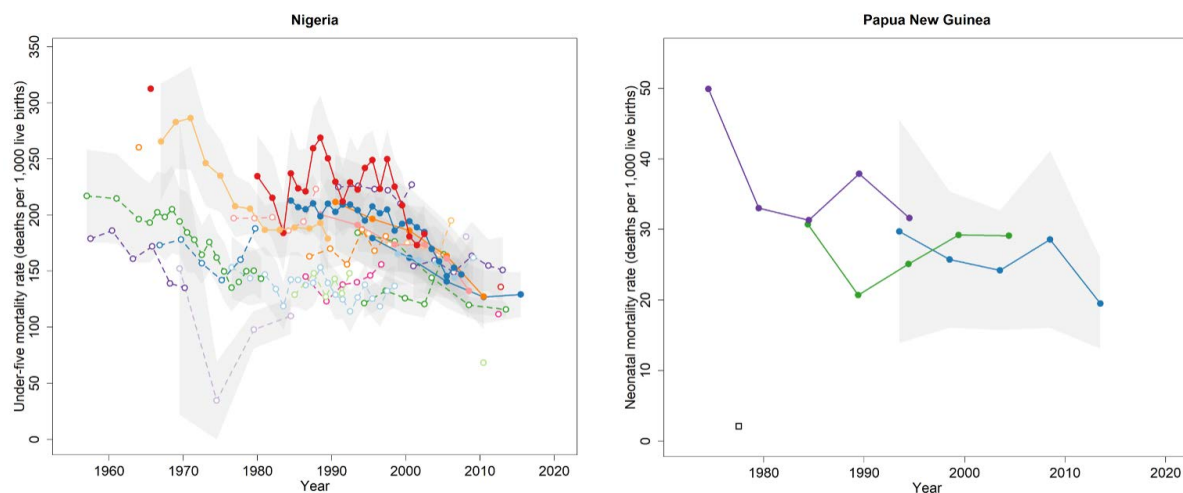 Nigeria
Under-five mortality rate (deaths per 1,000 live births)
350
300
250
200
150
100
50
0
1960 1970 1980 1990 2000 2010 2020
Year
Papua New Guinea
Neonatal mortality rate (deaths per 1,000 live births)
50
40
30
20
10
0
1980 1990 2000 2010 2020
Year